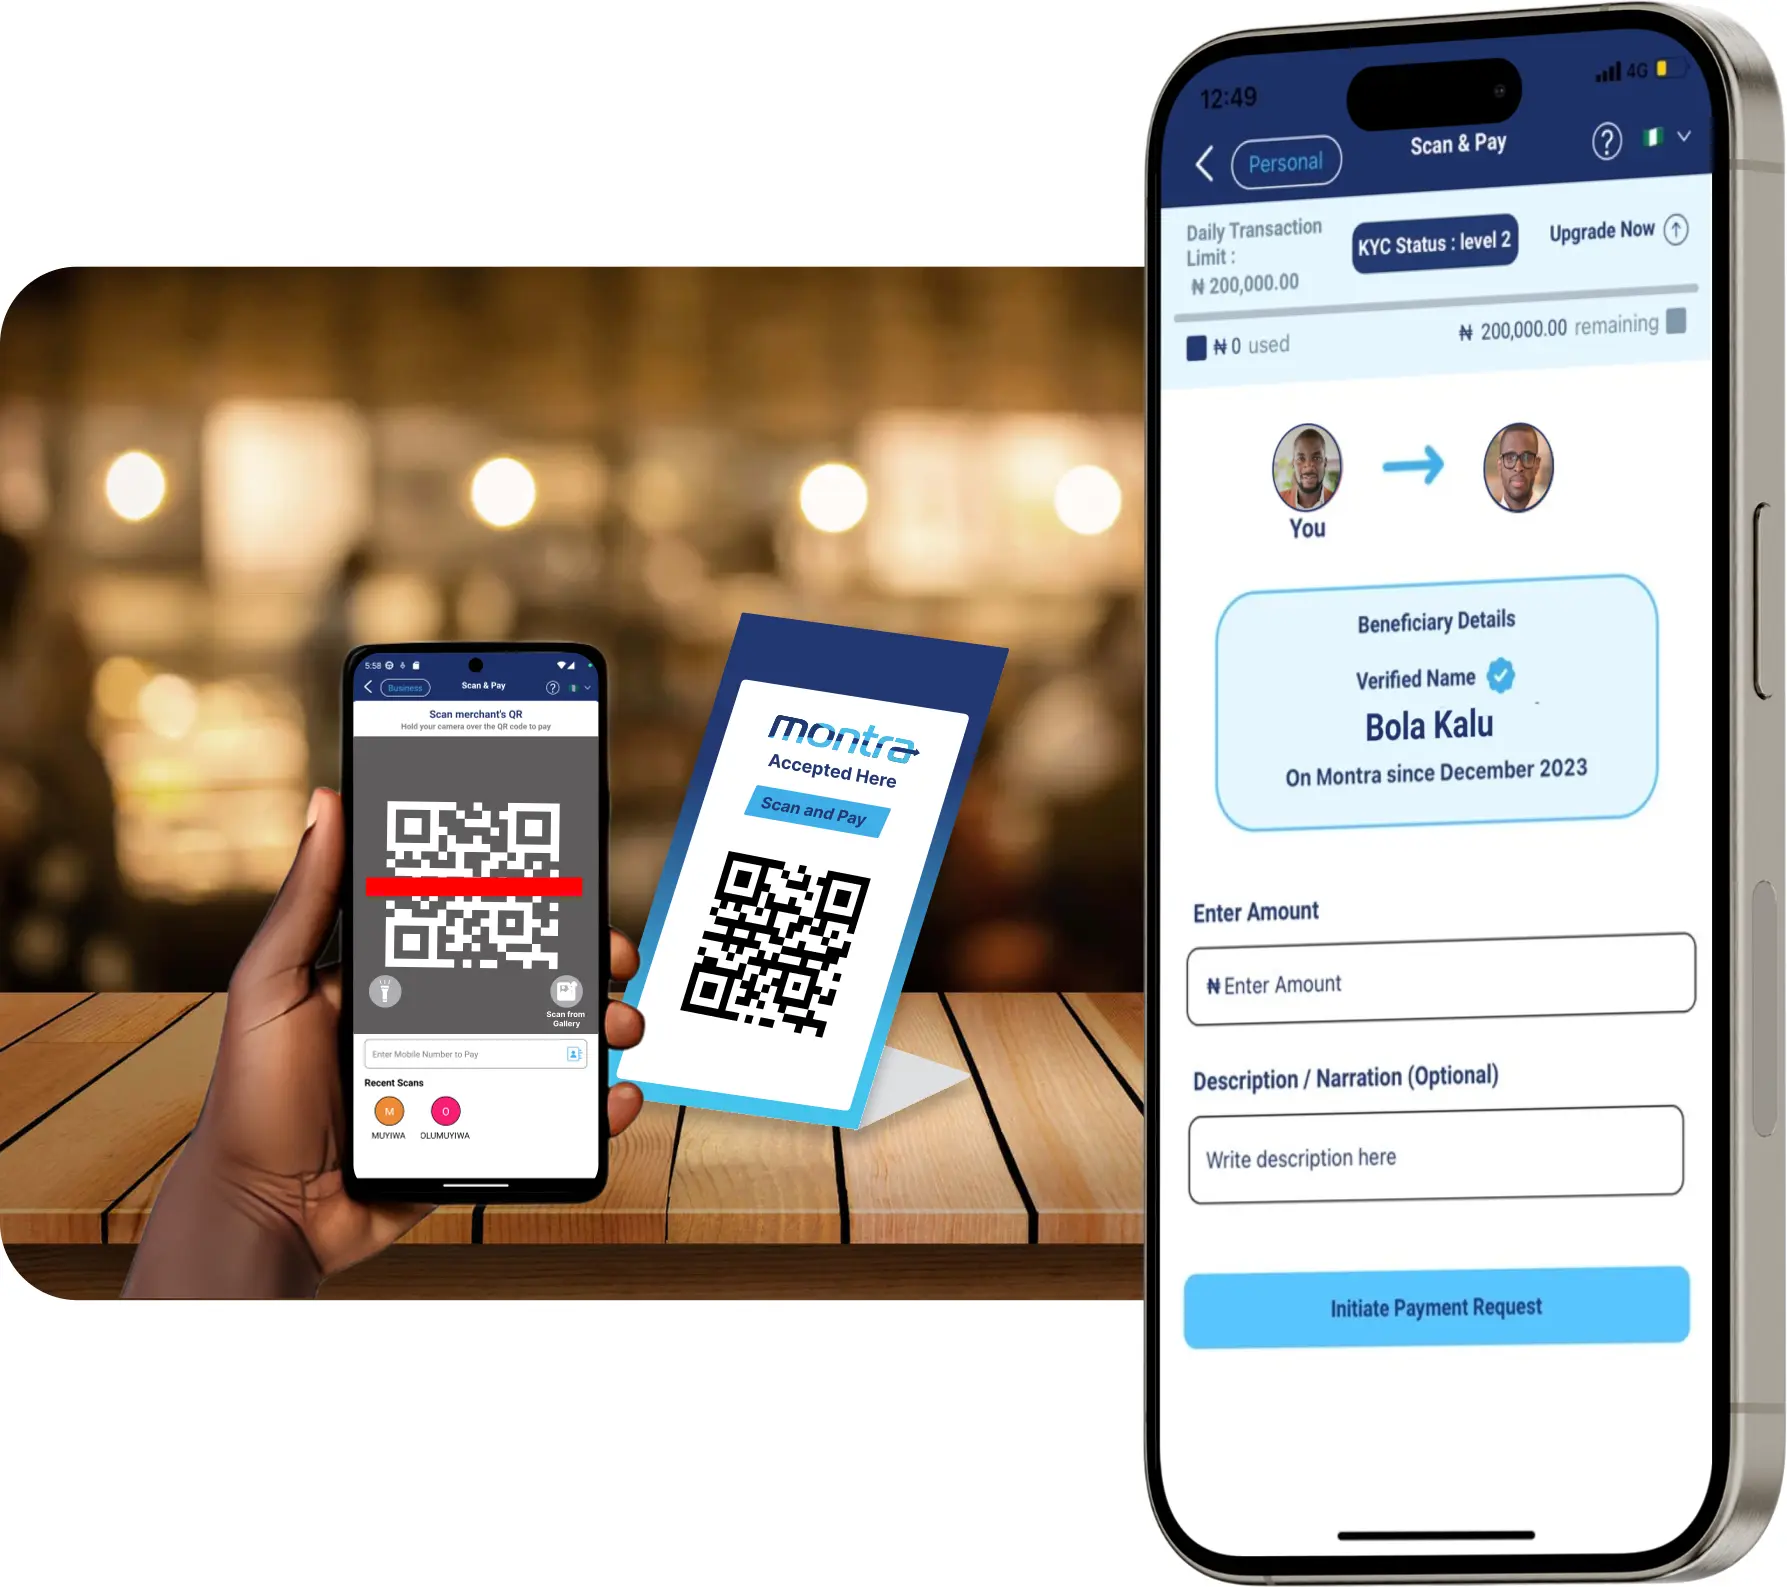 5:58
Business
Scan & Pay
Scan merchant's QR
Hold your camera over the QR code to pay
Scan from
Gallery
Enter Mobile Number to Pay
Recent Scans
M
O
MUYIWA
OLUMUYIWA
montra
Accepted Here
Scan and Pay
12:49
4G
Personal
Scan & Pay
Daily Transaction
Limit :
₦ 200,000.00
KYC Status : level 2
Upgrade Now
₦ 0 used
₦ 200,000.00 remaining
You
Beneficiary Details
Verified Name
Bola Kalu
On Montra since December 2023
Enter Amount
₦ Enter Amount
Description / Narration (Optional)
Write description here
Initiate Payment Request